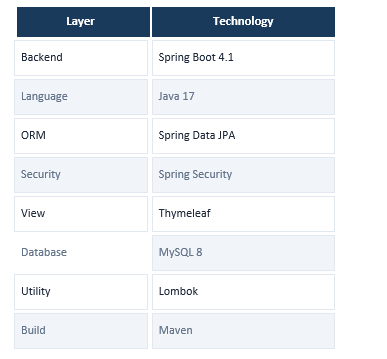 Layer Technology
Backend Spring Boot 4.1
Language Java 17
ORM Spring Data JPA
Security Spring Security
View Thymeleaf
Database MySQL 8
Utility Lombok
Build Maven